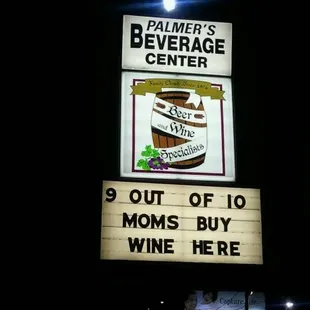 PALMER'S
BEVERAGE
CENTER
Beer
and Wine
Specialists
9 OUT OF 10
MOMS BUY
WINE HERE